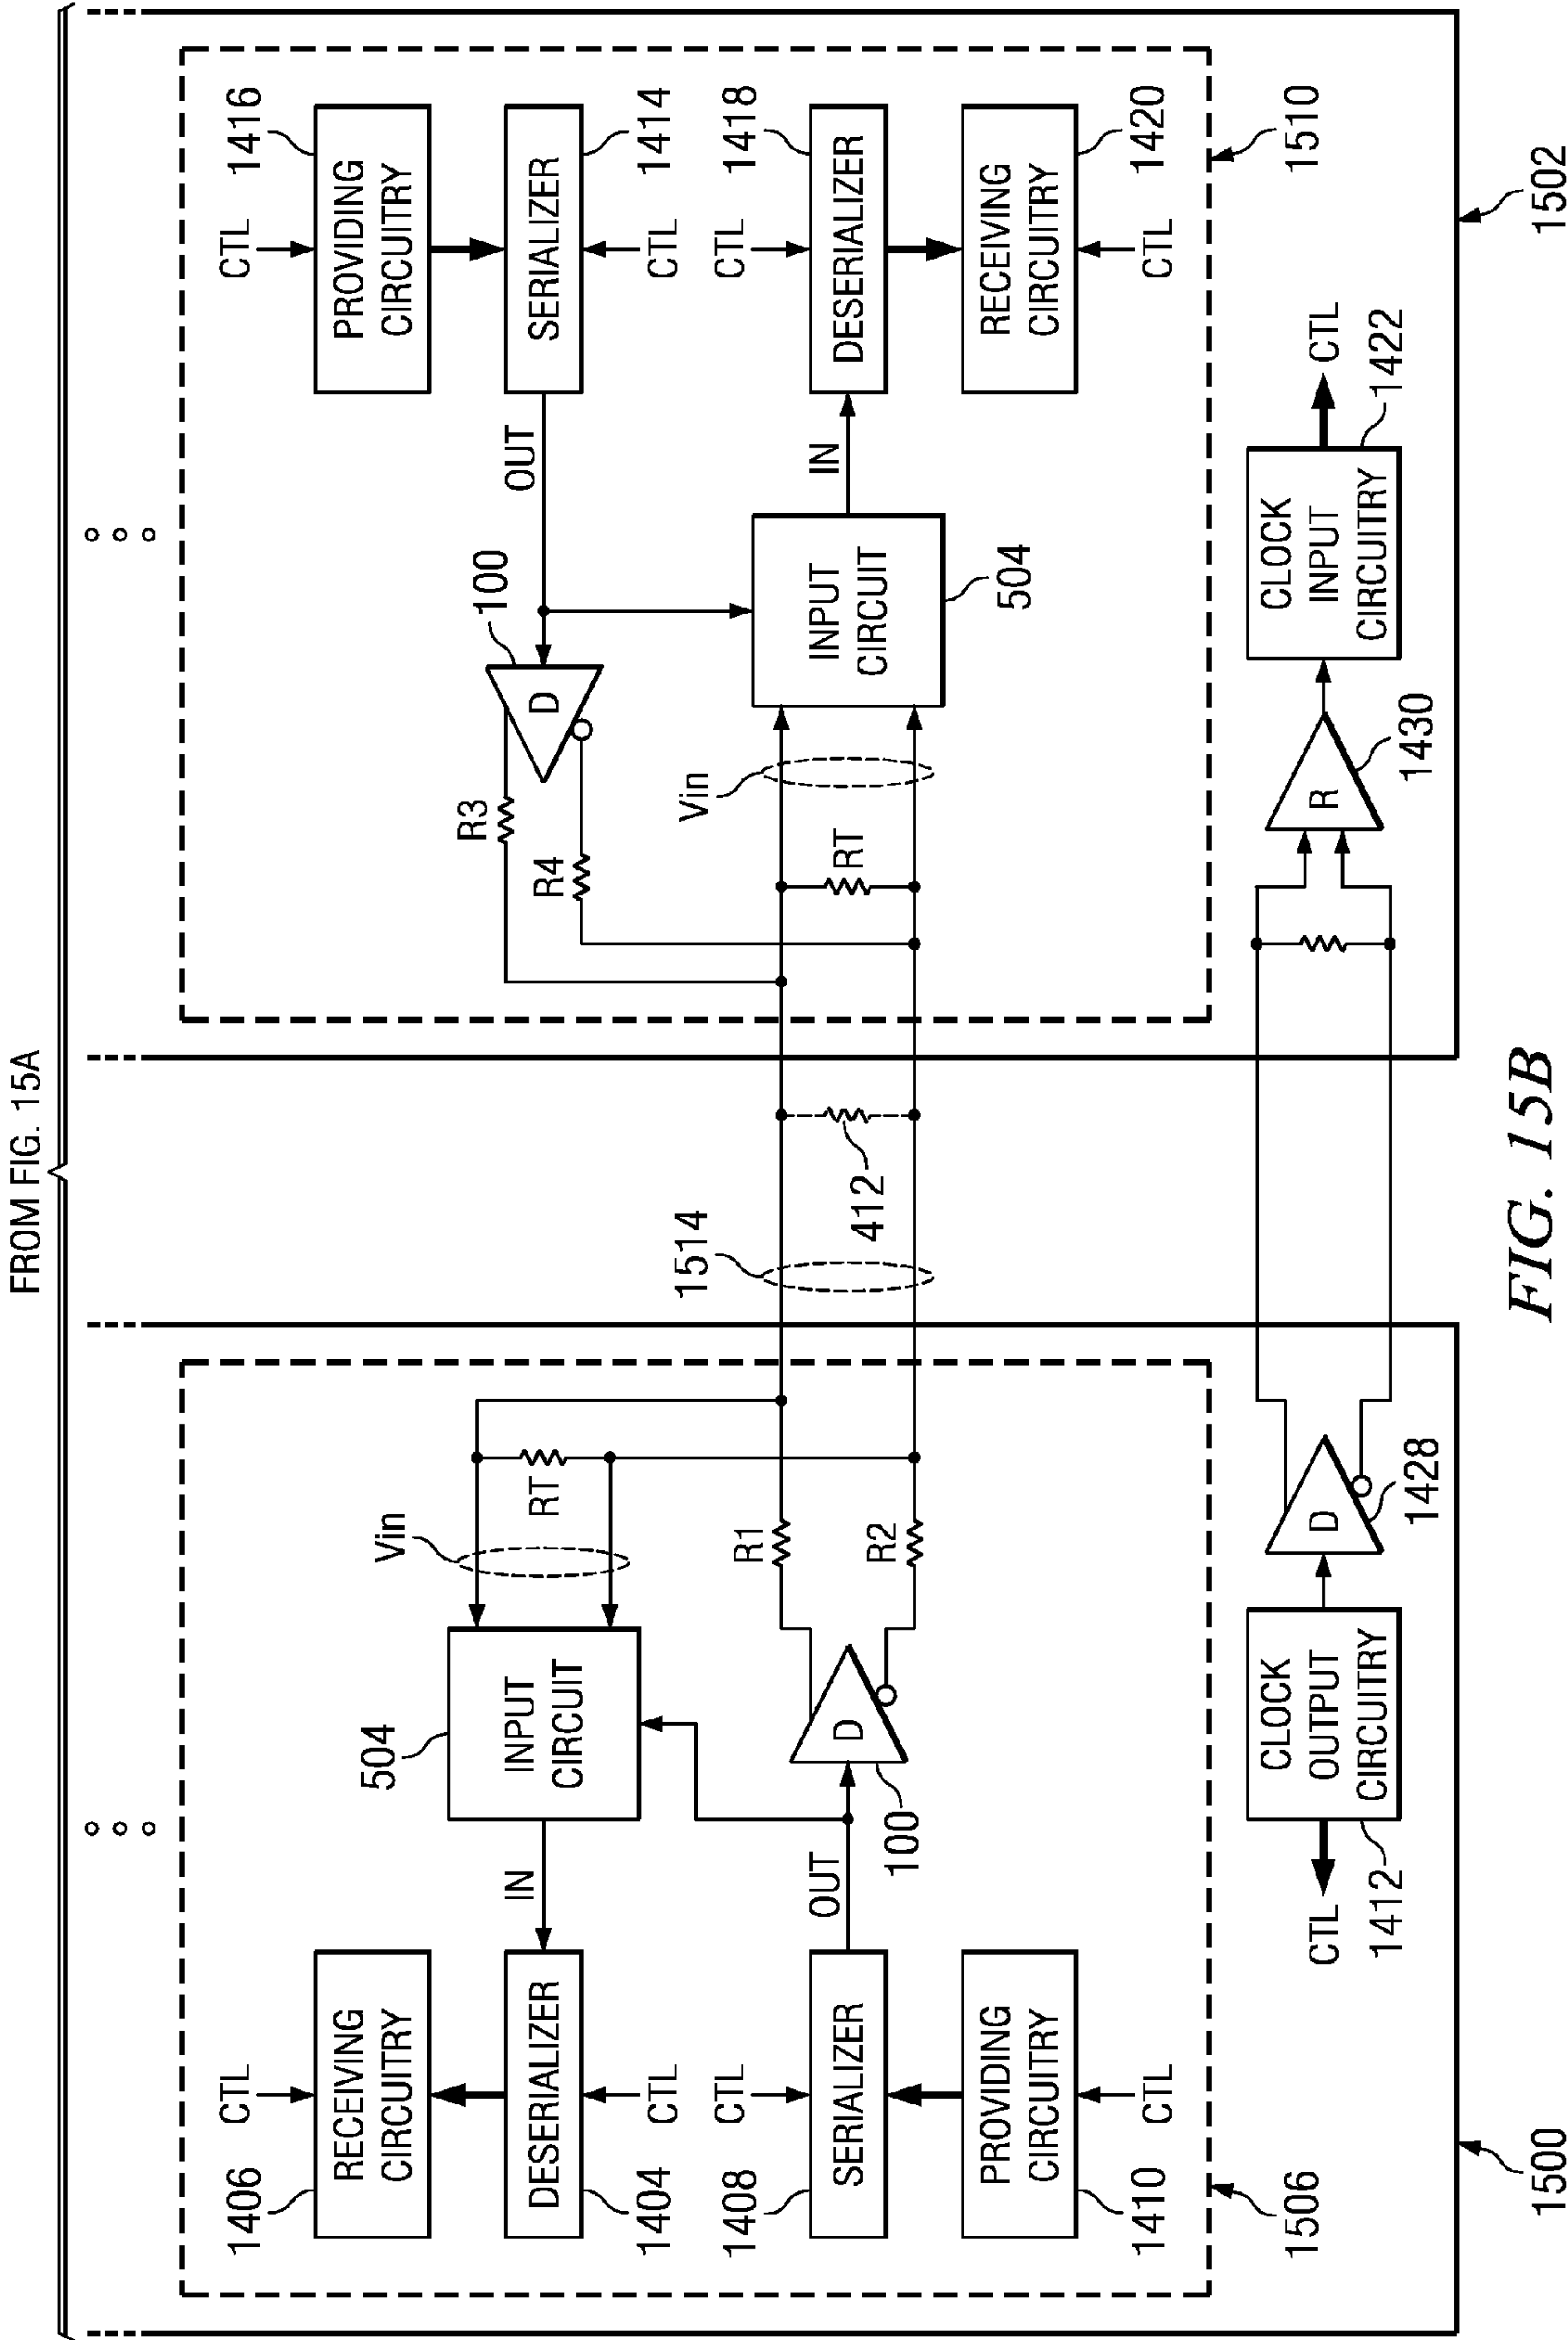 FROM FIG. 15A
1406
CTL
RECEIVING
CIRCUITRY
DESERIALIZER
1404
CTL
IN
504
INPUT
CIRCUIT
Vin
RT
1408
CTL
SERIALIZER
OUT
D
100
R1
R2
PROVIDING
CIRCUITRY
1410
CTL
1506
CTL
CLOCK
OUTPUT
CIRCUITRY
1412
D
1428
1500
1514
412
R3
R4
100
D
OUT
1416
CTL
PROVIDING
CIRCUITRY
SERIALIZER
1414
CTL
Vin
RT
INPUT
CIRCUIT
504
IN
1418
CTL
DESERIALIZER
RECEIVING
CIRCUITRY
1420
CTL
1510
R
1430
CLOCK
INPUT
CIRCUITRY
CTL
1422
1502
FIG. 15B